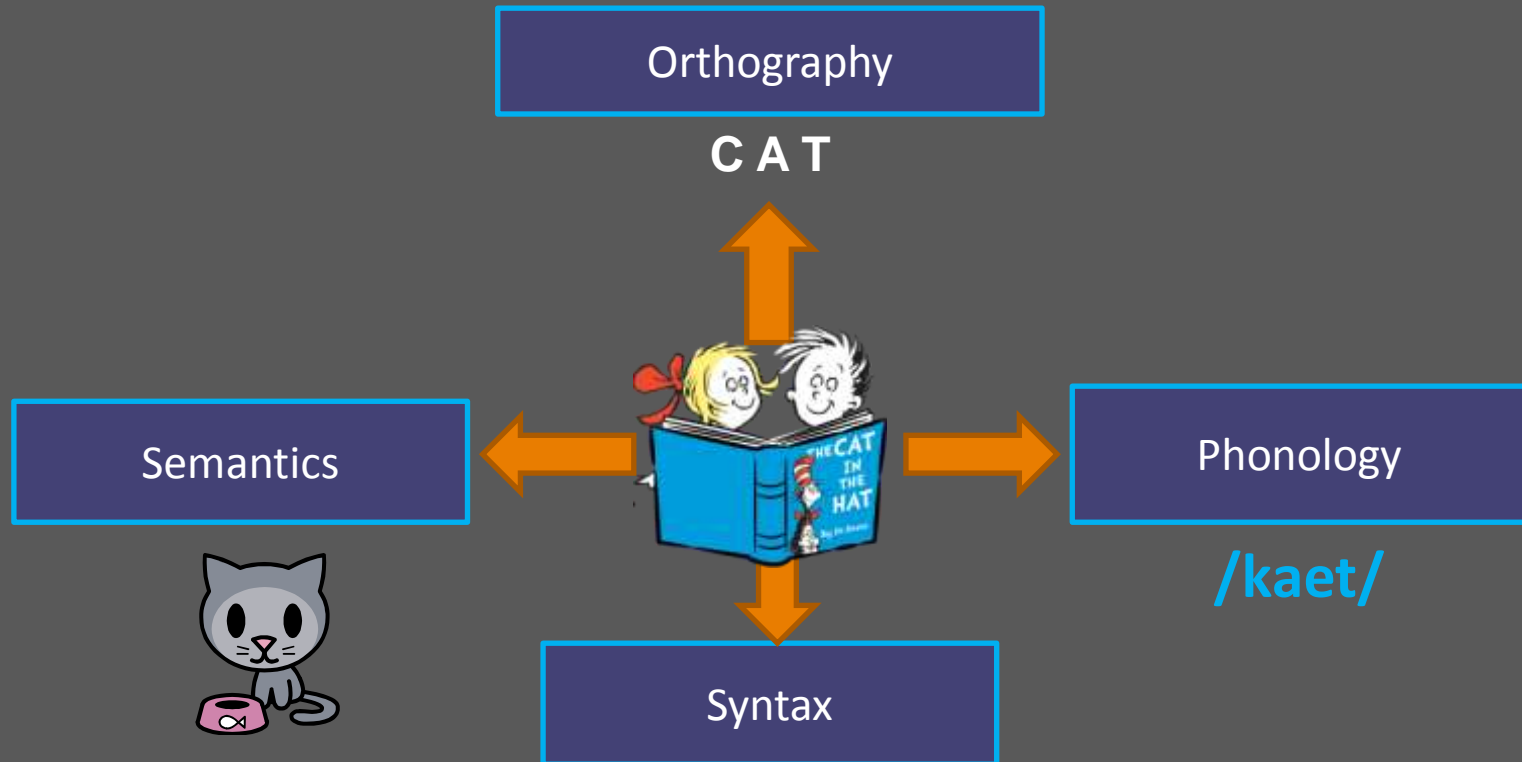 Orthography
C A T
THE CAT
IN
THE
HAT
Semantics
Phonology
/kaet/
Syntax